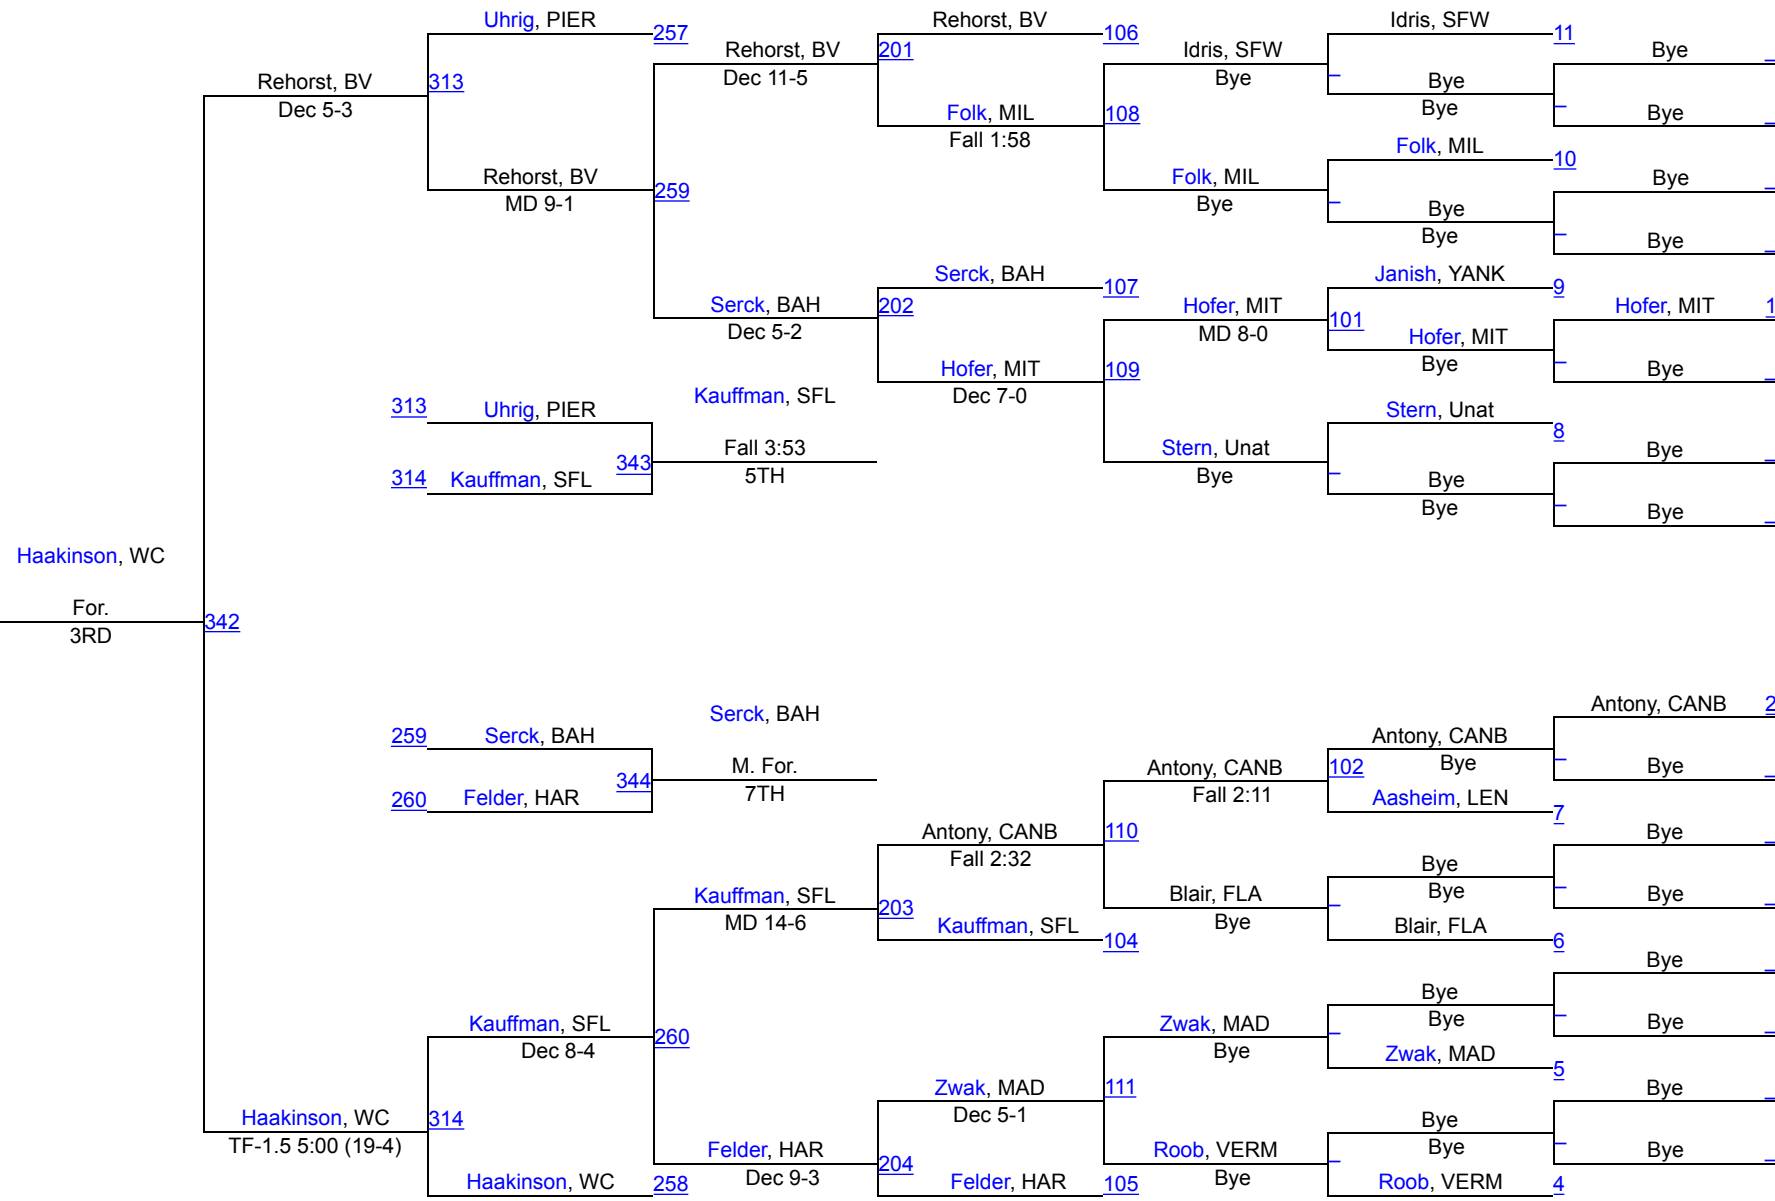 Uhrig, PIER
257
Rehorst, BV
Dec 5-3
313
Rehorst, BV
MD 9-1
259
Rehorst, BV
Dec 11-5
201
Rehorst, BV
106
Folk, MIL
Fall 1:58
108
Idris, SFW
Bye
Idris, SFW
11
Bye
Bye
Bye
Bye
Folk, MIL
Bye
Folk, MIL
10
Bye
Bye
Bye
Bye
Serck, BAH
Dec 5-2
202
Serck, BAH
107
Hofer, MIT
Dec 7-0
109
Hofer, MIT
MD 8-0
101
Janish, YANK
9
Hofer, MIT
Bye
Hofer, MIT
1
Bye
Stern, Unat
Bye
Stern, Unat
8
Bye
Bye
Bye
Bye
313
Uhrig, PIER
314
Kauffman, SFL
343
Kauffman, SFL
Fall 3:53
5TH
Haakinson, WC
For.
3RD
342
259
Serck, BAH
260
Felder, HAR
344
Serck, BAH
M. For.
7TH
Antony, CANB
2
Antony, CANB
Bye
Bye
Antony, CANB
Fall 2:11
102
Aasheim, LEN
7
Antony, CANB
Fall 2:32
110
Blair, FLA
Bye
Bye
Bye
Bye
Bye
Blair, FLA
6
Kauffman, SFL
MD 14-6
203
Kauffman, SFL
104
Kauffman, SFL
Dec 8-4
260
Zwak, MAD
Bye
Bye
Bye
Bye
Bye
Zwak, MAD
5
Zwak, MAD
Dec 5-1
111
Haakinson, WC
TF-1.5 5:00 (19-4)
314
Felder, HAR
Dec 9-3
204
Roob, VERM
Bye
Bye
Bye
Bye
Bye
Haakinson, WC
258
Felder, HAR
105
Roob, VERM
4